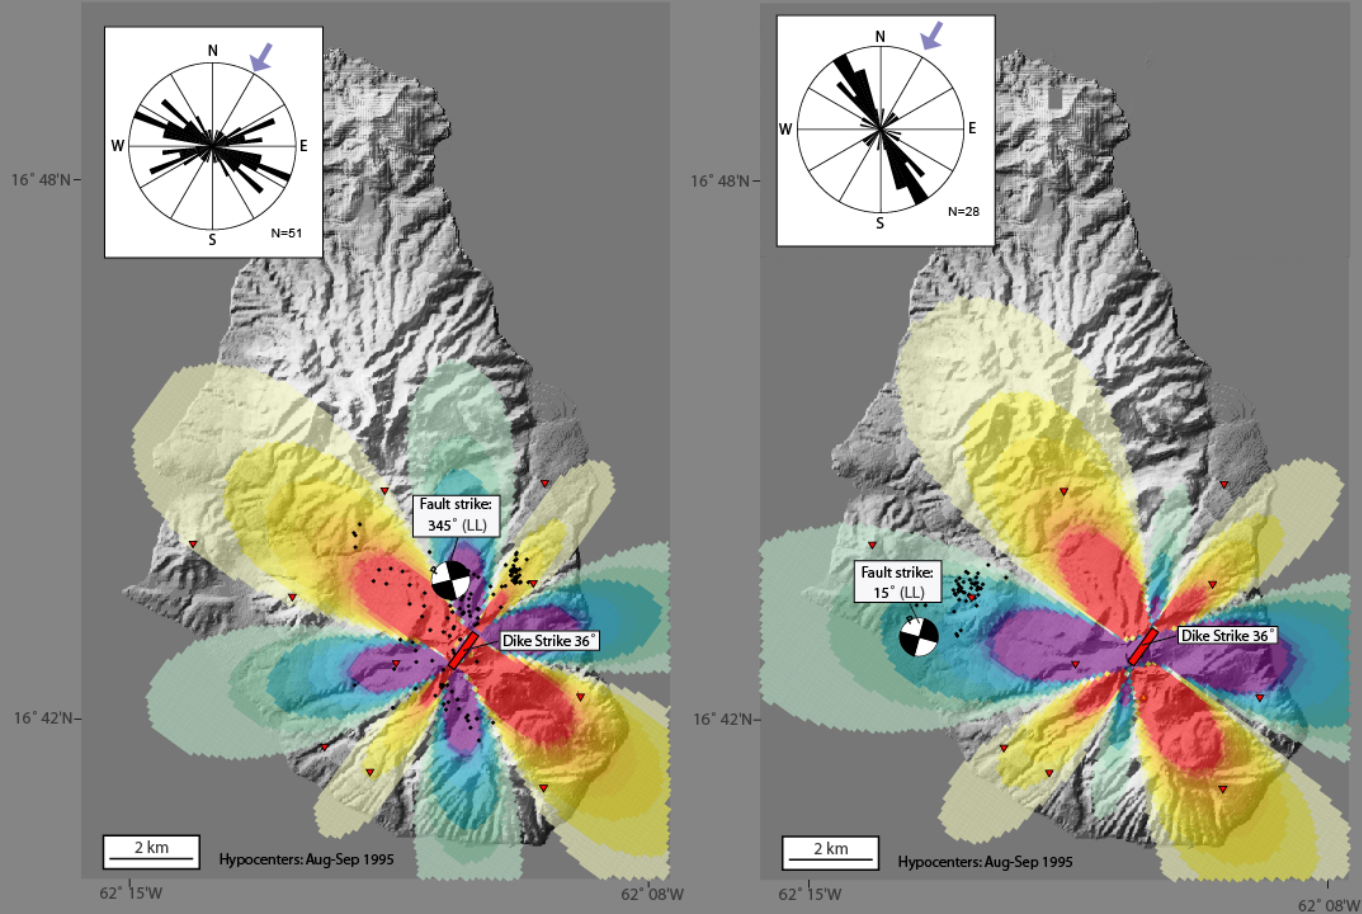 N
W
E
S
N=51
16° 48'N
Fault strike:
345° (LL)
Dike Strike 36°
16° 42'N
2 km
Hypocenters: Aug-Sep 1995
62° 15'W
62° 08'W
N
W
E
S
N=28
16° 48'N
Fault strike:
15° (LL)
Dike Strike 36°
16° 42'N
2 km
Hypocenters: Aug-Sep 1995
62° 15'W
62° 08'W